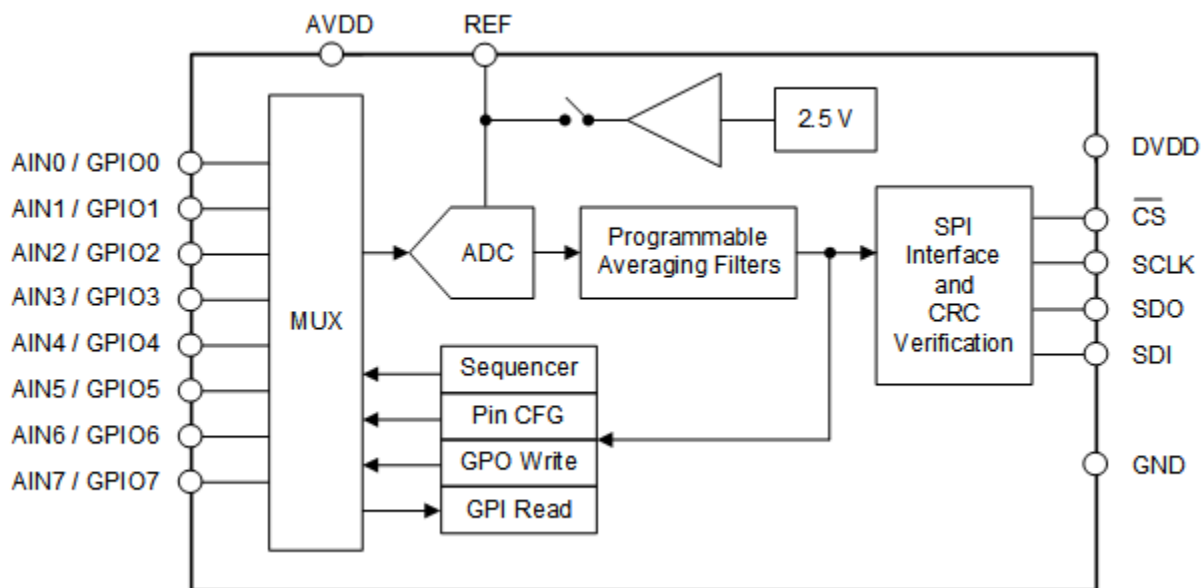 AVDD
REF
2.5 V
AIN0 / GPIO0
AIN1 / GPIO1
AIN2 / GPIO2
AIN3 / GPIO3
AIN4 / GPIO4
AIN5 / GPIO5
AIN6 / GPIO6
AIN7 / GPIO7
MUX
ADC
Programmable
Averaging Filters
Sequencer
Pin CFG
GPO Write
GPI Read
SPI
Interface
and
CRC
Verification
DVDD
C̅S̅
SCLK
SDO
SDI
GND